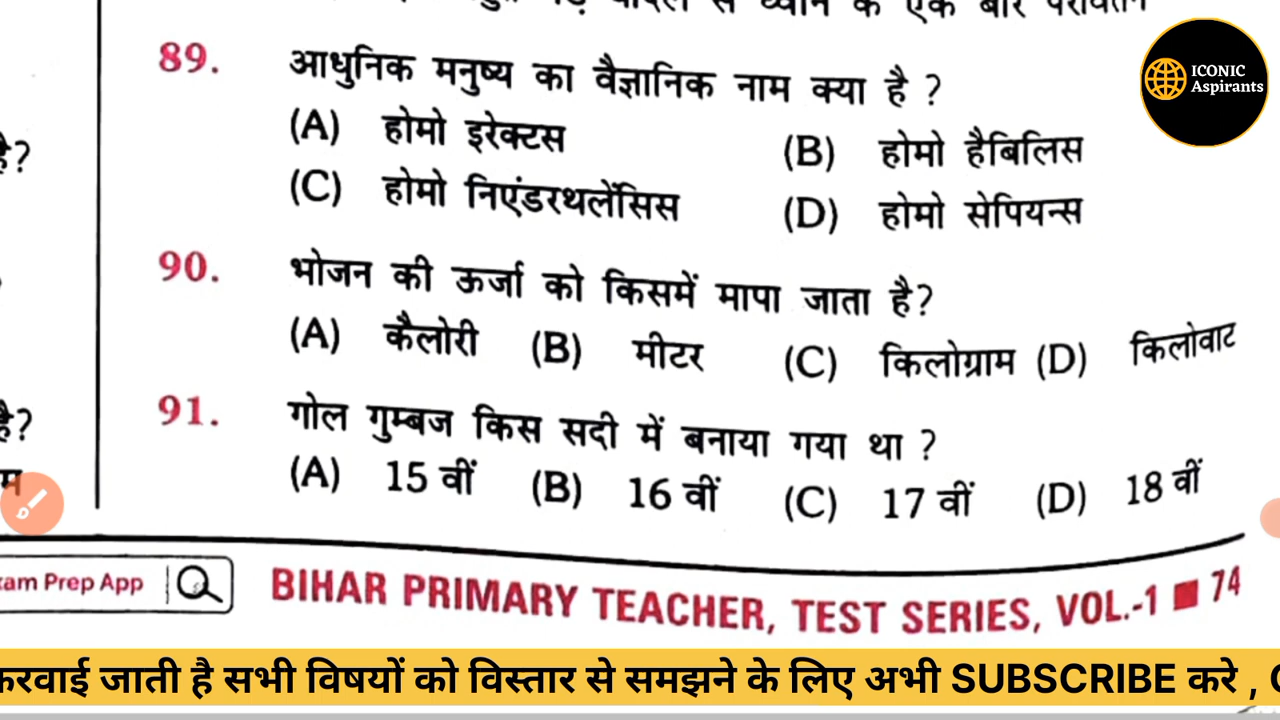 के एक बार
89. आधुनिक मनुष्य का वैज्ञानिक नाम क्या है ?
(A) होमो इरेक्टस (B) होमो हैबिलिस
(C) होमो निएंडरथलेंसिस (D) होमो सेपियन्स
90. भोजन की ऊर्जा को किसमें मापा जाता है?
(A) कैलोरी (B) मीटर (C) किलोग्राम (D) किलोवाट
91. गोल गुम्बज किस सदी में बनाया गया था ?
(A) 15 वीं (B) 16 वीं (C) 17 वीं (D) 18 वीं
है?
है?
ICONIC
Aspirants
am Prep App
BIHAR PRIMARY TEACHER, TEST SERIES, VOL.-1 ■ 74
करवाई जाती है सभी विषयों को विस्तार से समझने के लिए अभी SUBSCRIBE करे ,